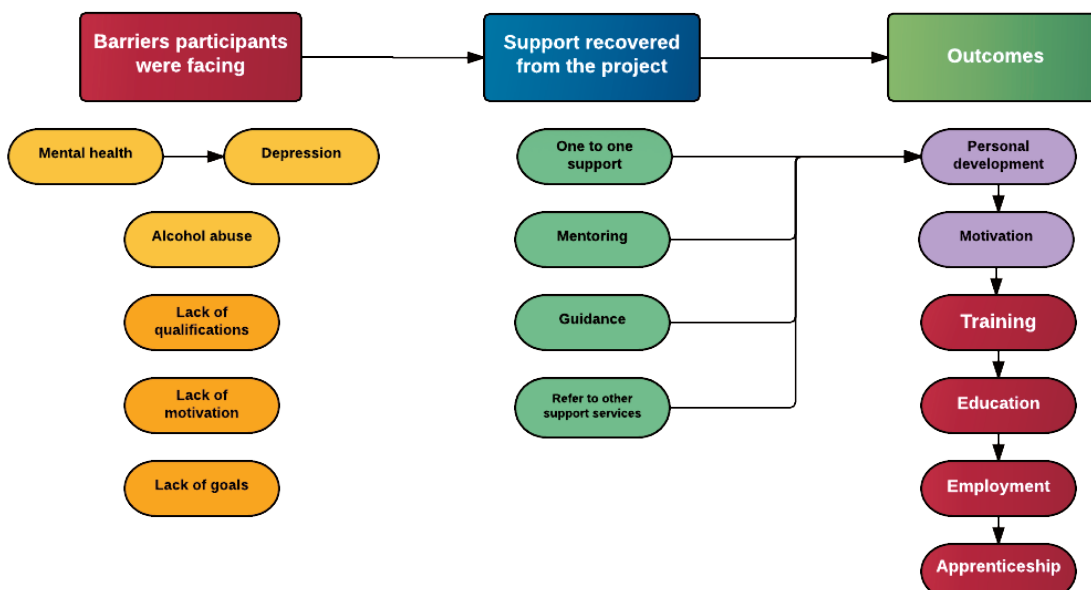 Barriers participants
were facing
Support recovered
from the project
Outcomes
Mental health
Depression
Alcohol abuse
Lack of
qualifications
Lack of
motivation
Lack of goals
One to one
support
Mentoring
Guidance
Refer to other
support services
Personal
development
Motivation
Training
Education
Employment
Apprenticeship